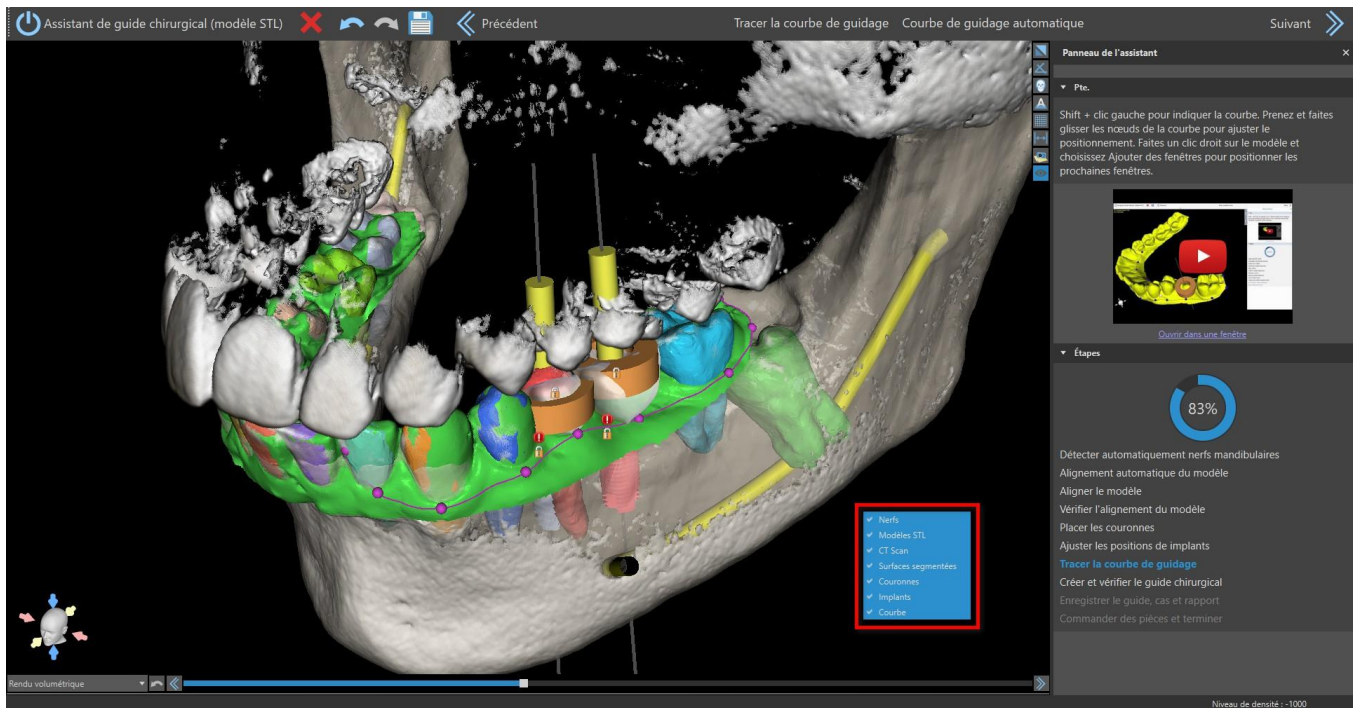 Assistant de guide chirurgical (modèle STL)
Précédent
Tracer la courbe de guidage
Courbe de guidage automatique
Suivant
Panneau de l'assistant
Pte.
Shift + clic gauche pour indiquer la courbe. Prenez et faites
glisser les nœuds de la courbe pour ajuster le
positionnement. Faites un clic droit sur le modèle et
choisissez Ajouter des fenêtres pour positionner les
prochaines fenêtres.
Ouvrir dans une fenêtre
Étapes
83%
Détecter automatiquement nerfs mandibulaires
Alignement automatique du modèle
Aligner le modèle
Vérifier l'alignement du modèle
Placer les couronnes
Ajuster les positions de implants
Tracer la courbe de guidage
Créer et vérifier le guide chirurgical
Enregistrer le guide, cas et rapport
Commander des pièces et terminer
Nerfs
Modèles STL
CT Scan
Surfaces segmentées
Couronnes
Implants
Courbe
Rendu volumétrique
Niveau de densité : -1000